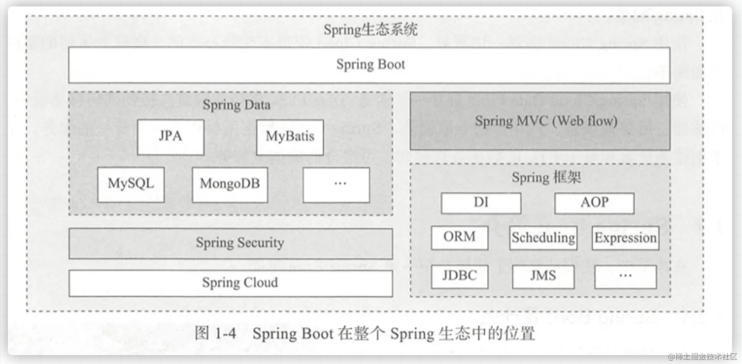 Spring生态系统
Spring Boot
Spring Data
JPA
MyBatis
MySQL
MongoDB
...
Spring Security
Spring Cloud
Spring MVC (Web flow)
Spring 框架
DI
AOP
ORM
Scheduling
Expression
JDBC
JMS
...
图 1-4 Spring Boot 在整个 Spring 生态中的位置
@稀土掘金技术社区